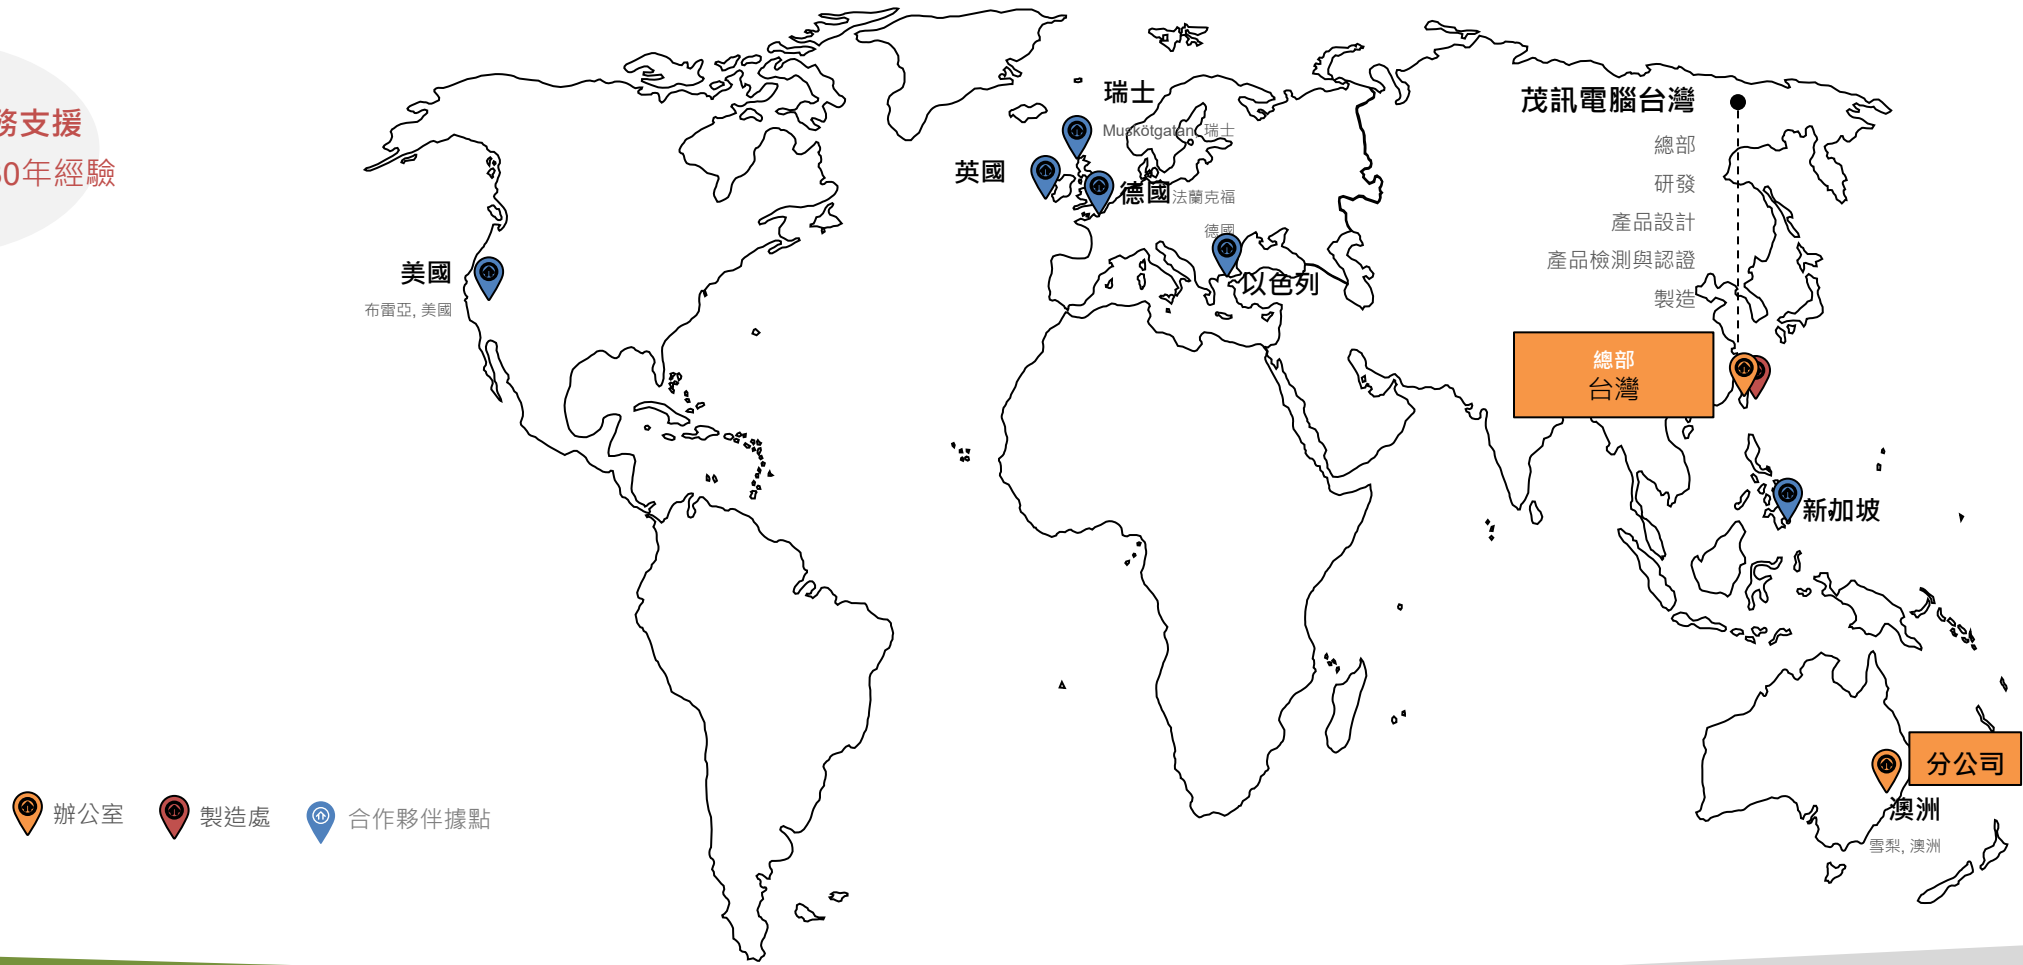 務支援
0年經驗
瑞士
Muskötgatan, 瑞士
英國
德國 法蘭克福
德國
以色列
美國
布雷亞, 美國
茂訊電腦台灣
總部
研發
產品設計
產品檢測與認證
製造
總部
台灣
新加坡
分公司
澳洲
雪梨, 澳洲
辦公室
製造處
合作夥伴據點